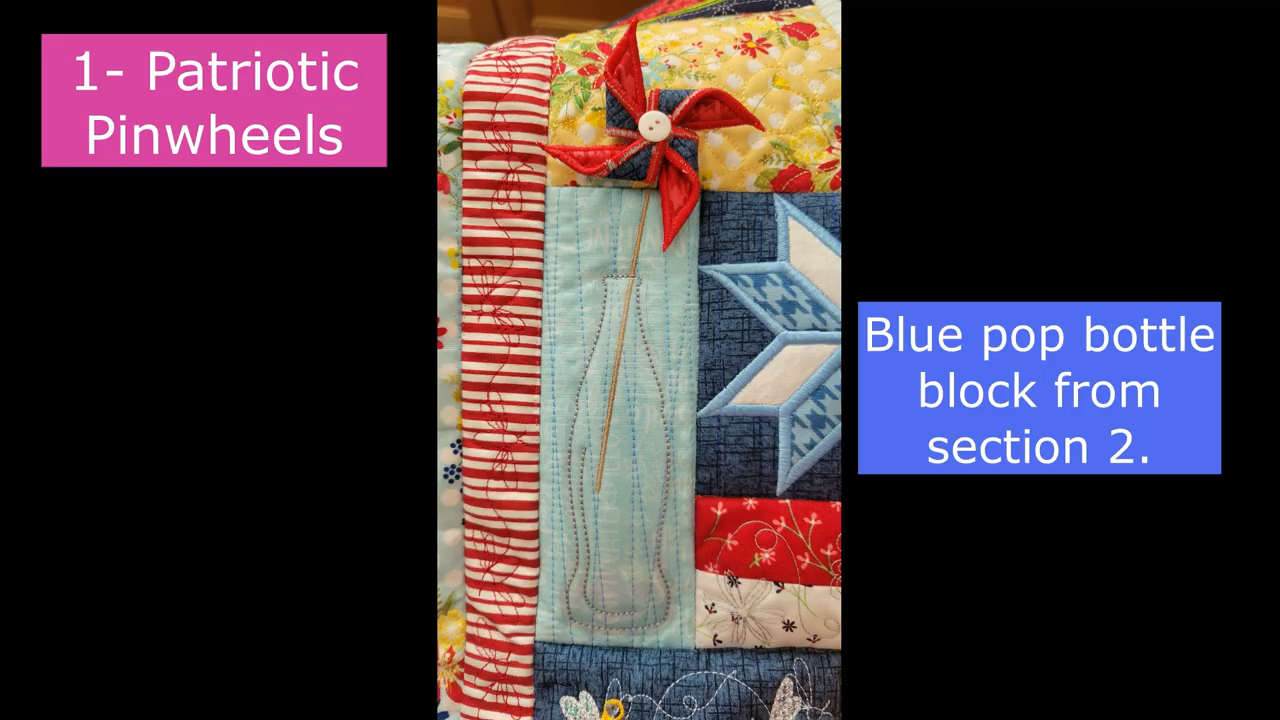 1- Patriotic
Pinwheels
Blue pop bottle
block from
section 2.